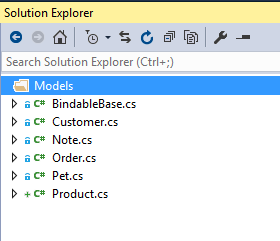 Solution Explorer
Search Solution Explorer (Ctrl+;)
Models
C# BindableBase.cs
C# Customer.cs
C# Note.cs
C# Order.cs
C# Pet.cs
+ C# Product.cs